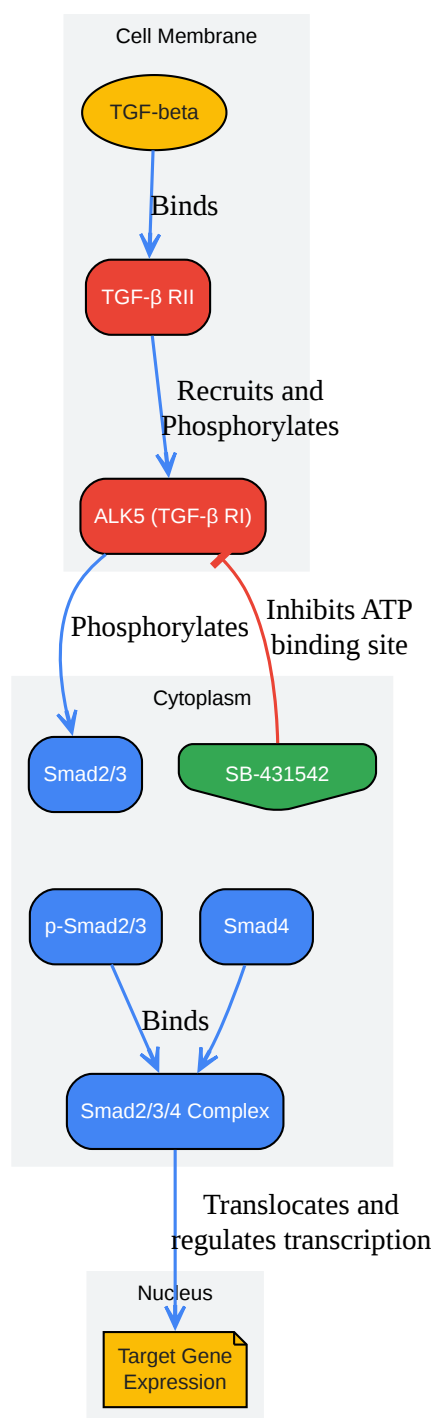 Cell Membrane
TGF-beta
Binds
TGF-β RII
Recruits and
Phosphorylates
ALK5 (TGF-β RI)
Phosphorylates
Inhibits ATP
binding site
Cytoplasm
Smad2/3
SB-431542
p-Smad2/3
Smad4
Binds
Smad2/3/4 Complex
Translocates and
regulates transcription
Nucleus
Target Gene
Expression